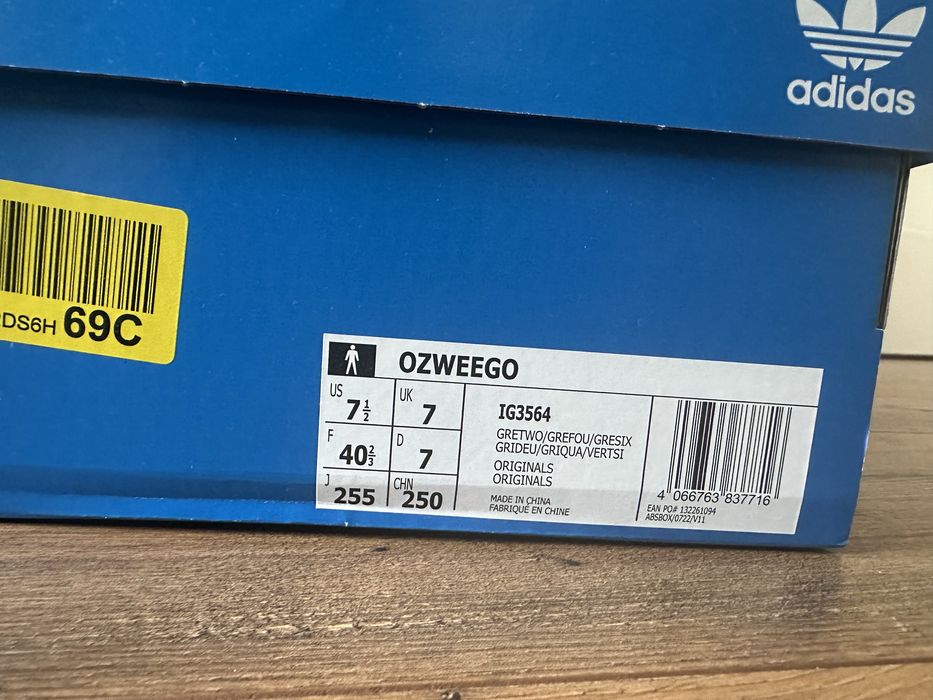 adidas
DS6H 69C
OZWEEGO
US 7 1/2
UK 7
F 40 2/3
D 7
J 255
CHN 250
IG3564
GRETWO/GREFOU/GRESIX
GRIDEU/GRIQUA/VERTSI
ORIGINALS
ORIGINALS
MADE IN CHINA
FABRIQUÉ EN CHINE
4 066763 837716
EAN PO# 132261094
ABSBOX/0722/V11